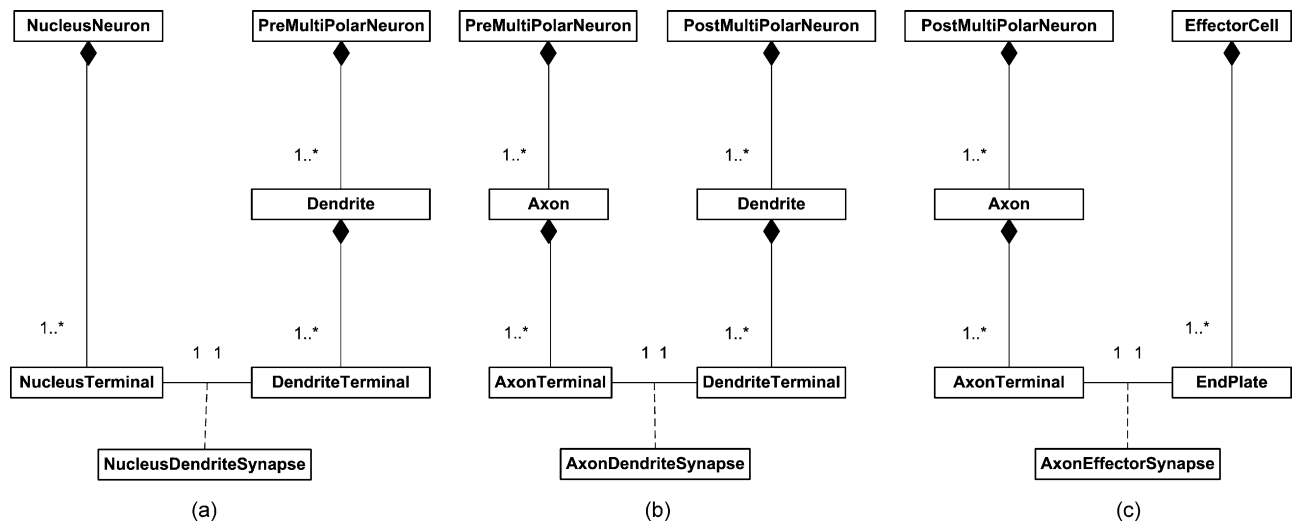 NucleusNeuron
PreMultiPolarNeuron
1..*
Dendrite
1..*
1..*
1 1
NucleusTerminal
DendriteTerminal
NucleusDendriteSynapse
(a)
PreMultiPolarNeuron
PostMultiPolarNeuron
1..*
1..*
Axon
Dendrite
1..*
1..*
1 1
AxonTerminal
DendriteTerminal
AxonDendriteSynapse
(b)
PostMultiPolarNeuron
EffectorCell
1..*
Axon
1..*
1..*
1 1
AxonTerminal
EndPlate
AxonEffectorSynapse
(c)